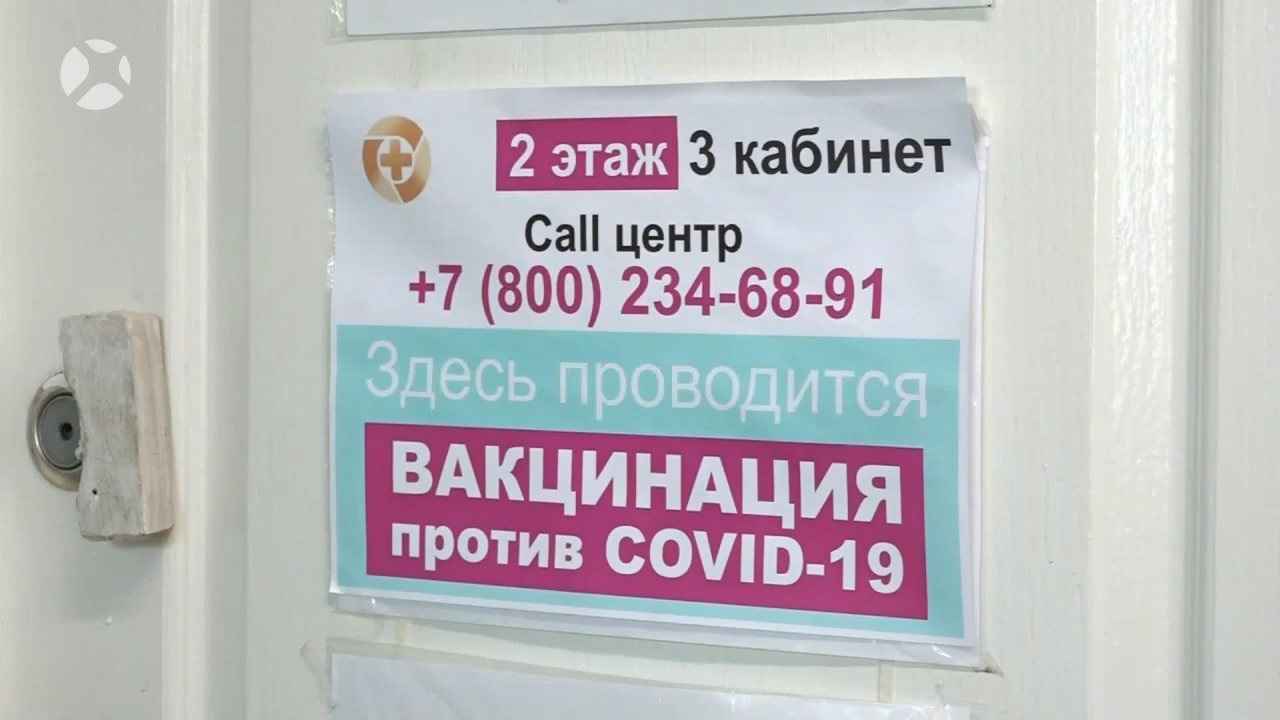 2 этаж 3 кабинет
Call центр
+7 (800) 234-68-91
Здесь проводится
ВАКЦИНАЦИЯ
против COVID-19